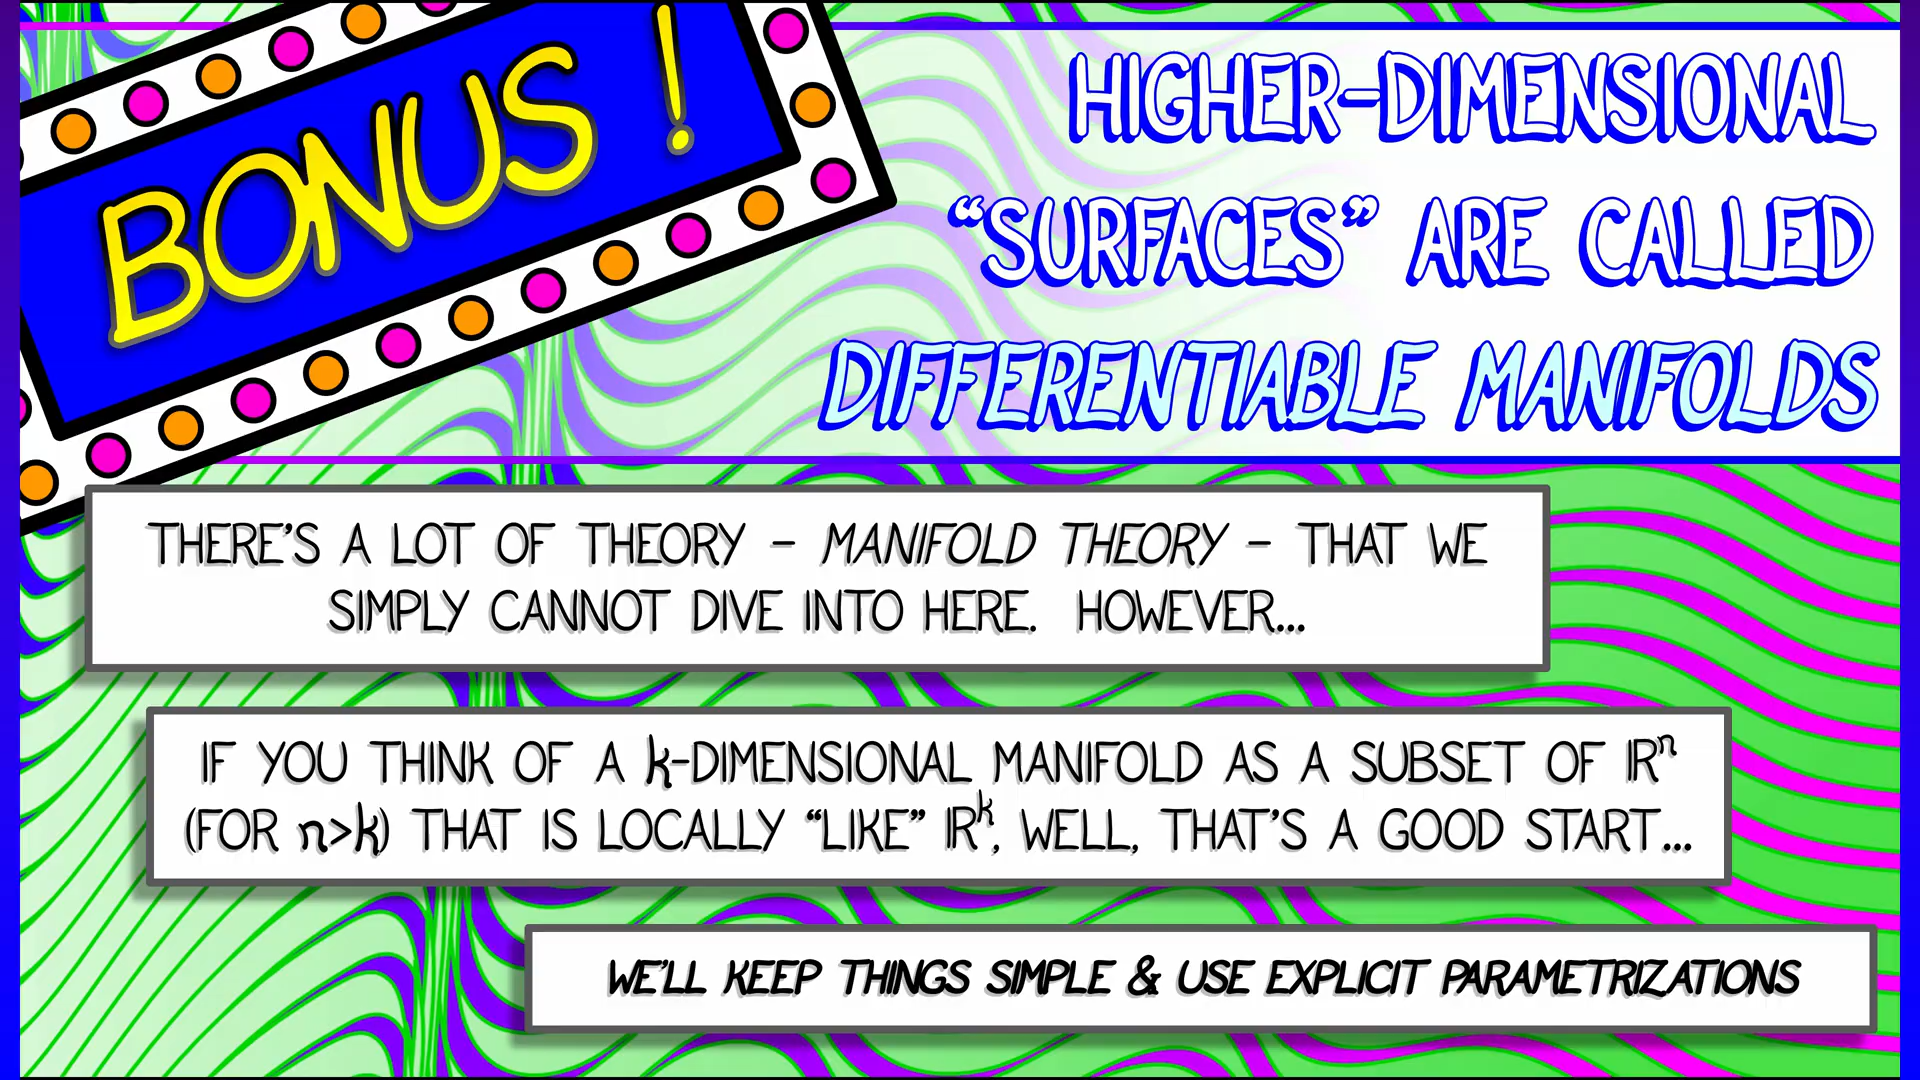 BONUS!
HIGHER-DIMENSIONAL
“SURFACES” ARE CALLED
DIFFERENTIABLE MANIFOLDS
THERE’S A LOT OF THEORY – MANIFOLD THEORY – THAT WE
SIMPLY CANNOT DIVE INTO HERE. HOWEVER...
IF YOU THINK OF A k-DIMENSIONAL MANIFOLD AS A SUBSET OF ℝⁿ
(FOR n>k) THAT IS LOCALLY “LIKE” ℝᵏ, WELL, THAT’S A GOOD START...
WE’LL KEEP THINGS SIMPLE & USE EXPLICIT PARAMETRIZATIONS